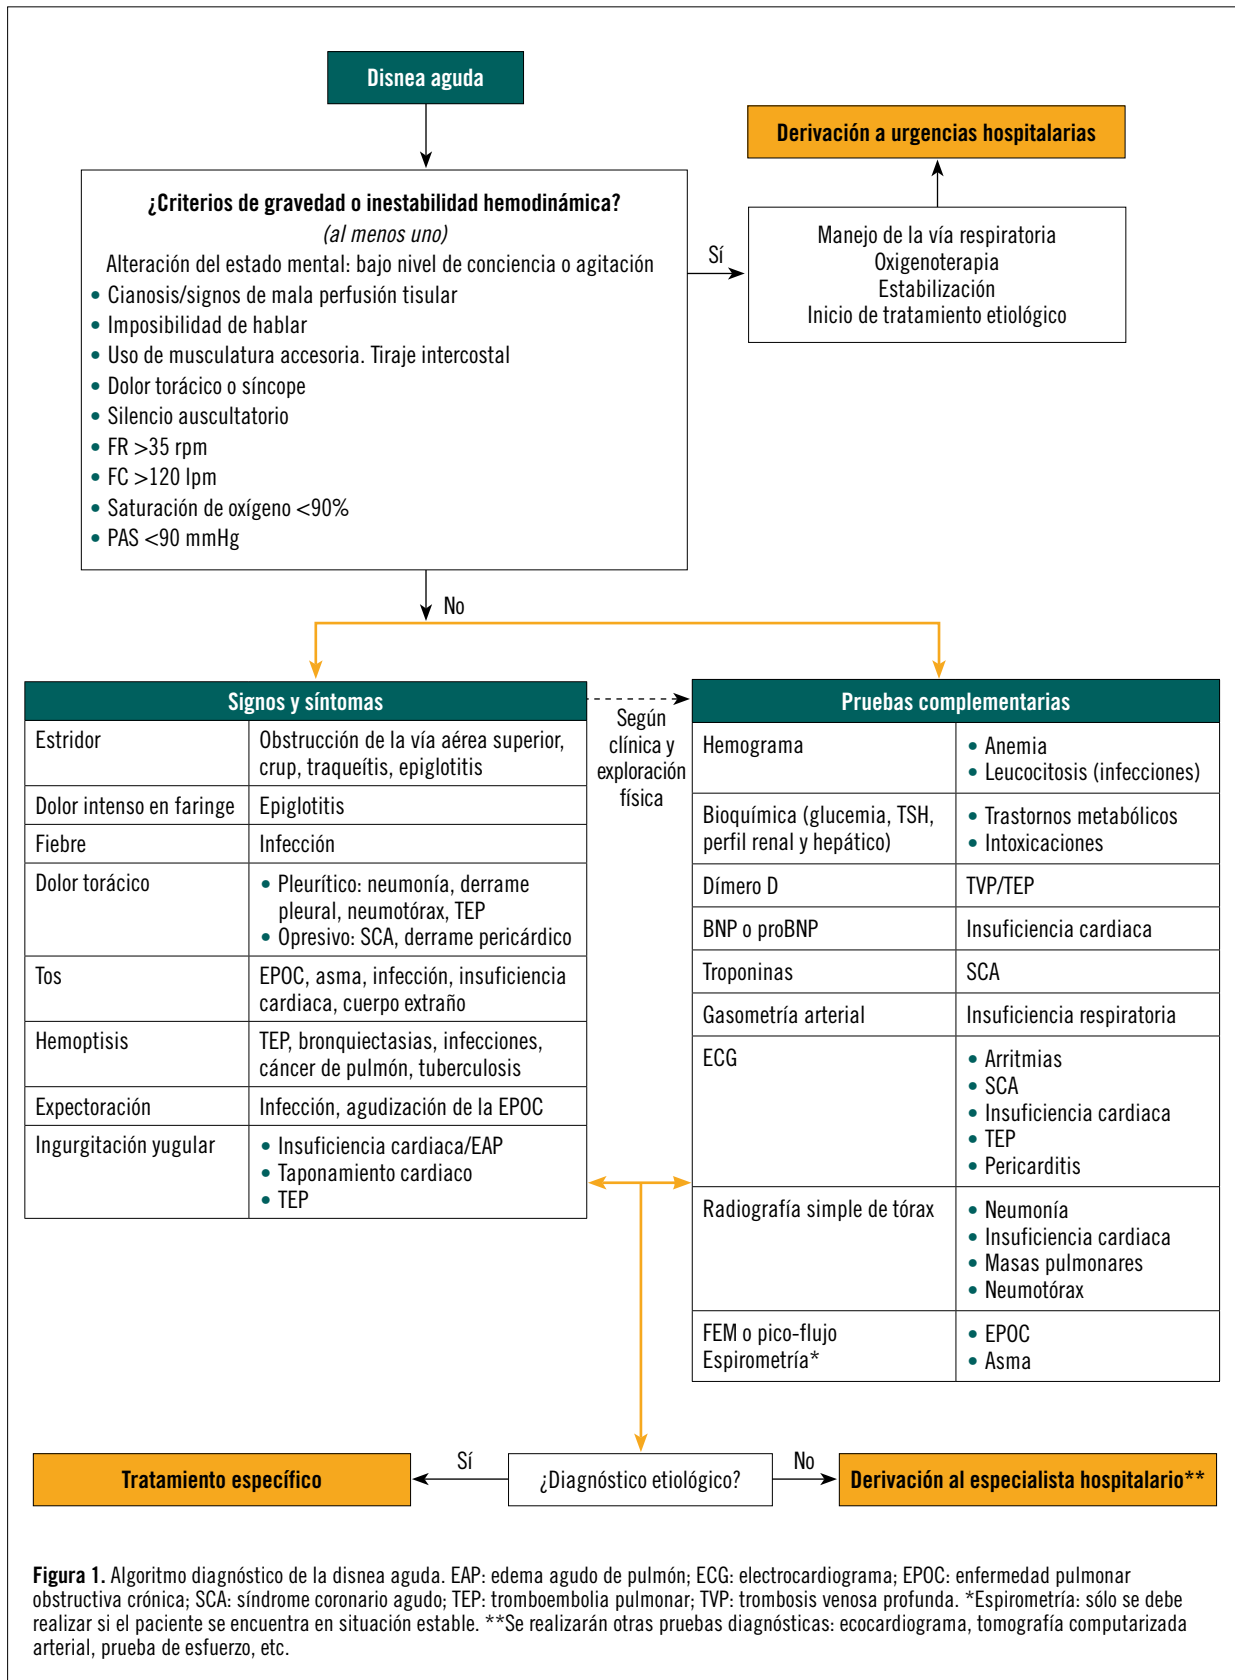 Disnea aguda
Derivación a urgencias hospitalarias
¿Criterios de gravedad o inestabilidad hemodinámica?
(al menos uno)
Alteración del estado mental: bajo nivel de conciencia o agitación
• Cianosis/signos de mala perfusión tisular
• Imposibilidad de hablar
• Uso de musculatura accesoria. Tiraje intercostal
• Dolor torácico o síncope
• Silencio auscultatorio
• FR >35 rpm
• FC >120 lpm
• Saturación de oxígeno <90%
• PAS <90 mmHg
Sí
Manejo de la vía respiratoria
Oxigenoterapia
Estabilización
Inicio de tratamiento etiológico
No
Signos y síntomas
Estridor
Obstrucción de la vía aérea superior,
crup, traqueítis, epiglotitis
Dolor intenso en faringe
Epiglotitis
Fiebre
Infección
Dolor torácico
• Pleurítico: neumonía, derrame
pleural, neumotórax, TEP
• Opresivo: SCA, derrame pericárdico
Tos
EPOC, asma, infección, insuficiencia
cardiaca, cuerpo extraño
Hemoptisis
TEP, bronquiectasias, infecciones,
cáncer de pulmón, tuberculosis
Expectoración
Infección, agudización de la EPOC
Ingurgitación yugular
• Insuficiencia cardiaca/EAP
• Taponamiento cardiaco
• TEP
Según
clínica y
exploración
física
Pruebas complementarias
Hemograma
• Anemia
• Leucocitosis (infecciones)
Bioquímica (glucemia, TSH,
perfil renal y hepático)
• Trastornos metabólicos
• Intoxicaciones
Dímero D
TVP/TEP
BNP o proBNP
Insuficiencia cardiaca
Troponinas
SCA
Gasometría arterial
Insuficiencia respiratoria
ECG
• Arritmias
• SCA
• Insuficiencia cardiaca
• TEP
• Pericarditis
Radiografía simple de tórax
• Neumonía
• Insuficiencia cardiaca
• Masas pulmonares
• Neumotórax
FEM o pico-flujo
Espirometría*
• EPOC
• Asma
Tratamiento específico
Sí
¿Diagnóstico etiológico?
No
Derivación al especialista hospitalario**
Figura 1. Algoritmo diagnóstico de la disnea aguda. EAP: edema agudo de pulmón; ECG: electrocardiograma; EPOC: enfermedad pulmonar
obstructiva crónica; SCA: síndrome coronario agudo; TEP: tromboembolia pulmonar; TVP: trombosis venosa profunda. *Espirometría: sólo se debe
realizar si el paciente se encuentra en situación estable. **Se realizarán otras pruebas diagnósticas: ecocardiograma, tomografía computarizada
arterial, prueba de esfuerzo, etc.